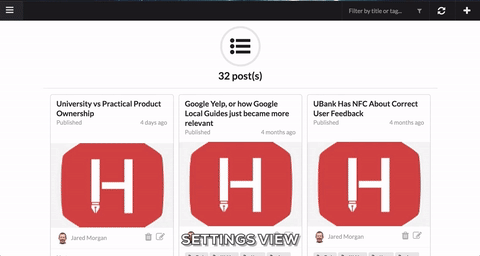 Filter by title or tag...
32 post(s)
University vs Practical Product
Ownership
Published
4 days ago
Google Yelp, or how Google
Local Guides just became more
relevant
Published
4 months ago
UBank Has NFC About Correct
User Feedback
Published
4 months ago
H
H
H
Jared Morgan
Jared Morgan
SETTINGS VIEW